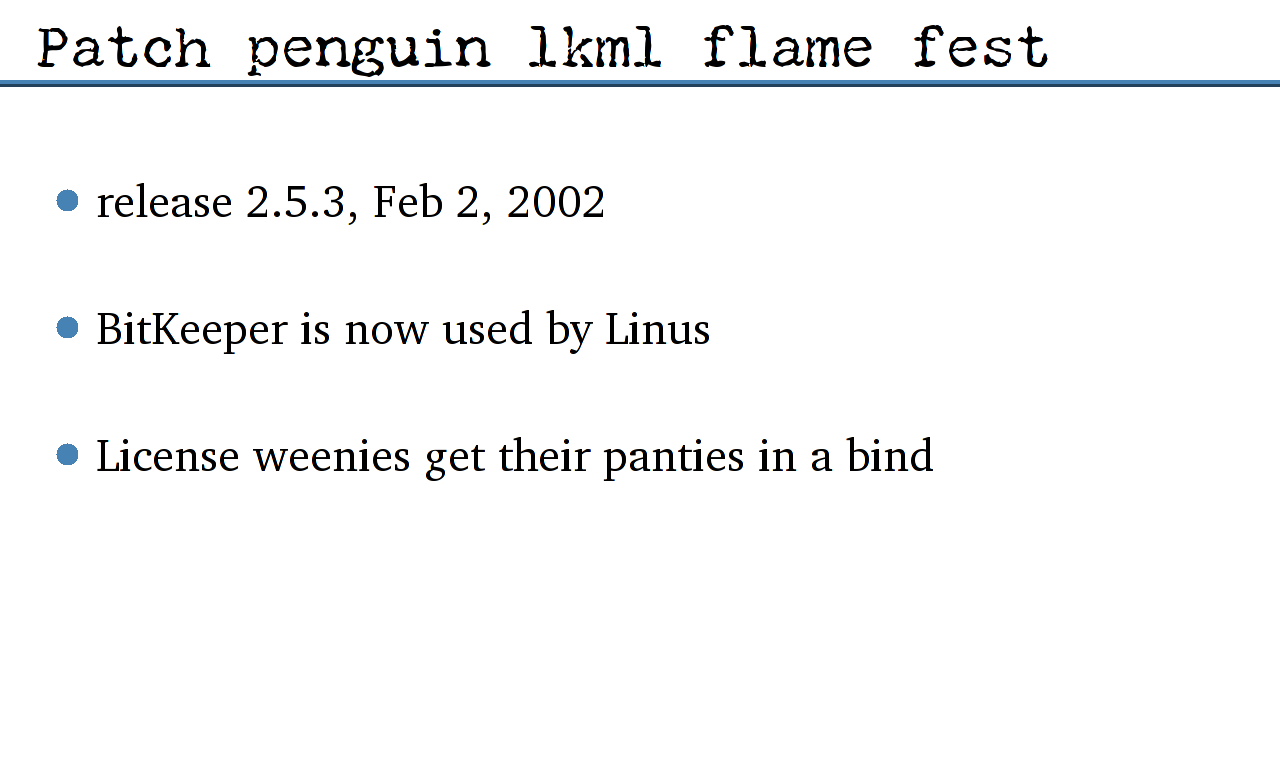 Patch penguin lkml flame fest
release 2.5.3, Feb 2, 2002
BitKeeper is now used by Linus
License weenies get their panties in a bind